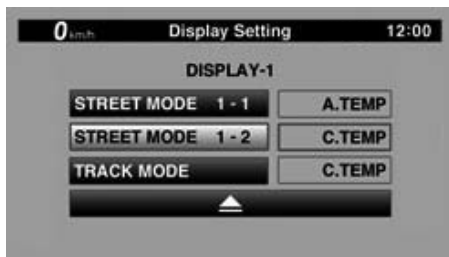 0 km/h Display Setting 12:00
DISPLAY-1
STREET MODE 1 - 1 A.TEMP
STREET MODE 1 - 2 C.TEMP
TRACK MODE C.TEMP